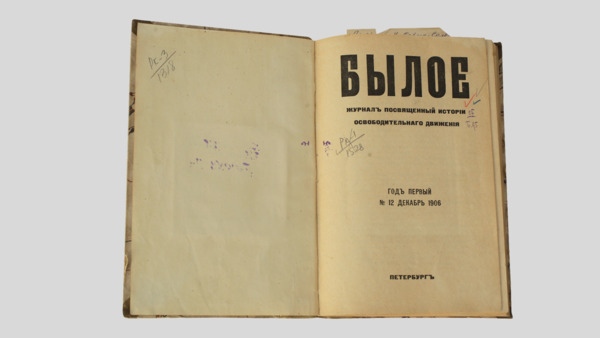 БЫЛОЕ
ЖУРНАЛЪ ПОСВЯЩЕННЫЙ ИСТОРІИ
ОСВОБОДИТЕЛЬНАГО ДВИЖЕНІЯ
ГОДЪ ПЕРВЫЙ
№ 12 ДЕКАБРЬ 1906
ПЕТЕРБУРГЪ